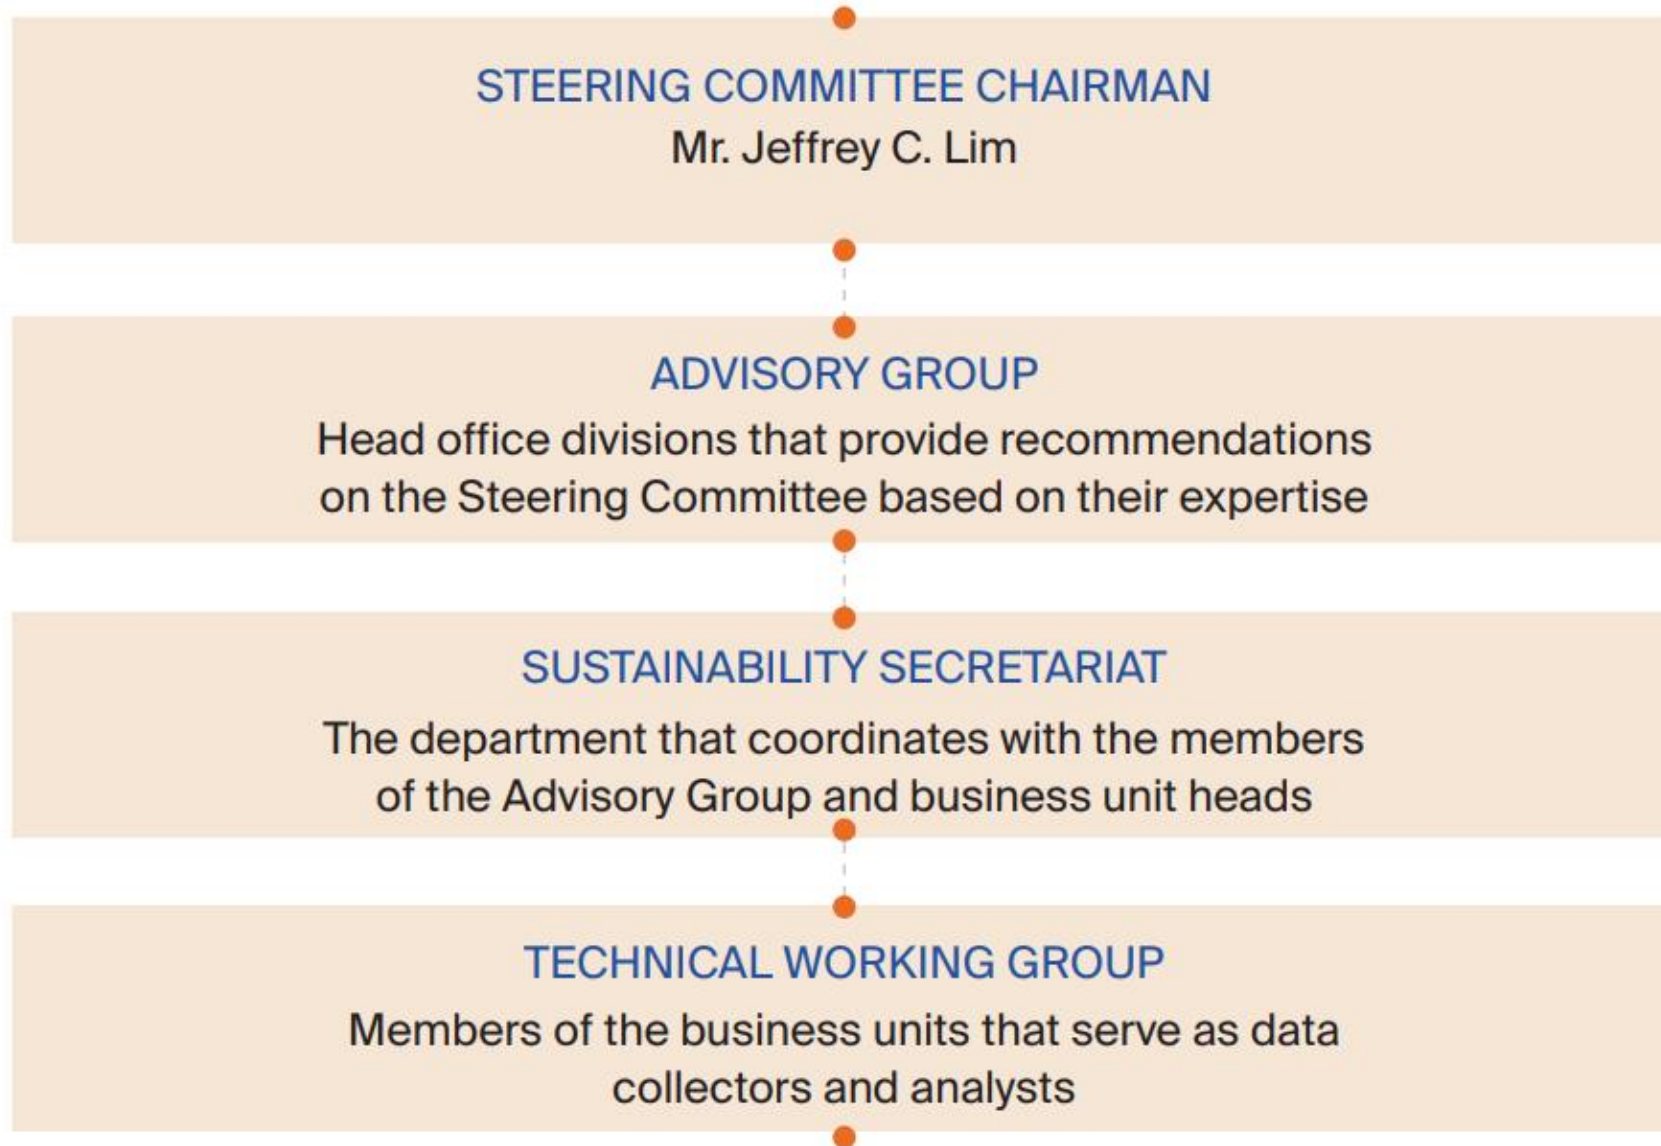 STEERING COMMITTEE CHAIRMAN
Mr. Jeffrey C. Lim
ADVISORY GROUP
Head office divisions that provide recommendations
on the Steering Committee based on their expertise
SUSTAINABILITY SECRETARIAT
The department that coordinates with the members
of the Advisory Group and business unit heads
TECHNICAL WORKING GROUP
Members of the business units that serve as data
collectors and analysts